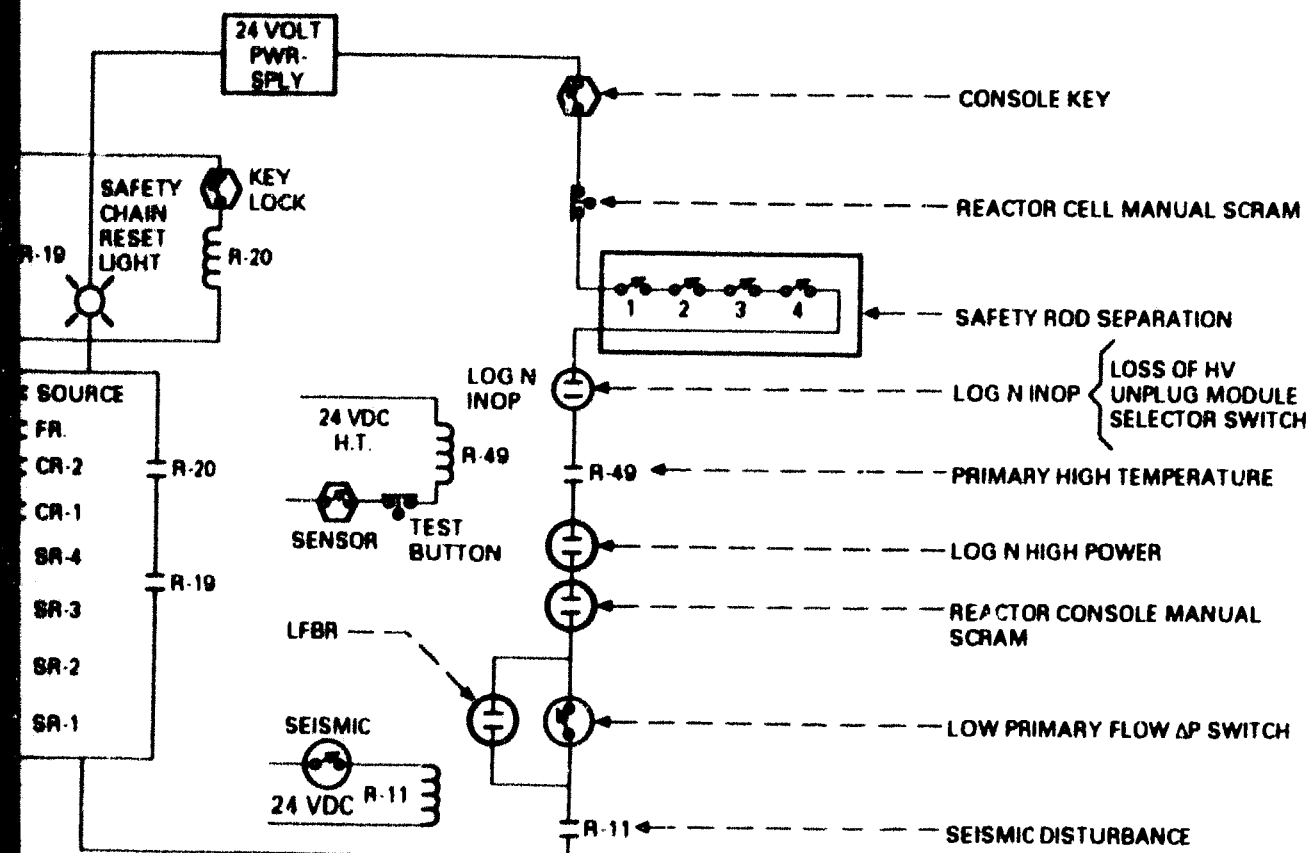 24 VOLT
PWR-
SPLY
CONSOLE KEY
KEY
LOCK
SAFETY
CHAIN
RESET
LIGHT
R-19
R-20
REACTOR CELL MANUAL SCRAM
1 2 3 4
SAFETY ROD SEPARATION
LOG N
INOP
LOG N INOP
LOSS OF HV
UNPLUG MODULE
SELECTOR SWITCH
SOURCE
FR.
CR-2
CR-1
SR-4
SR-3
SR-2
SR-1
R-20
R-19
24 VDC
H.T.
R-49
SENSOR
TEST
BUTTON
R-49
PRIMARY HIGH TEMPERATURE
LOG N HIGH POWER
REACTOR CONSOLE MANUAL
SCRAM
LFBR
LOW PRIMARY FLOW ΔP SWITCH
SEISMIC
24 VDC
R-11
R-11
SEISMIC DISTURBANCE